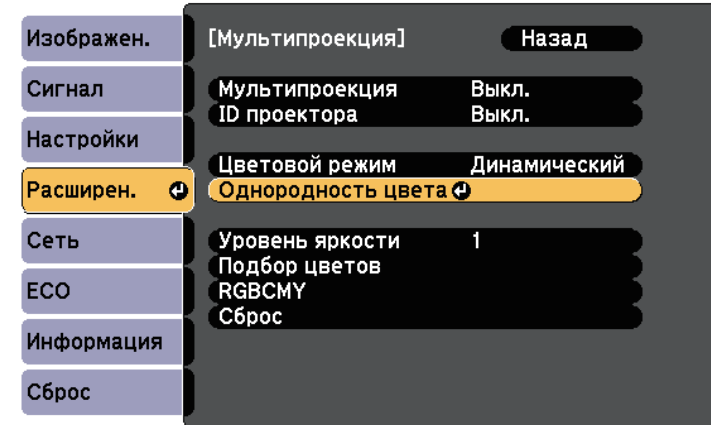 Изображен.
Сигнал
Настройки
Расширен.
Сеть
ECO
Информация
Сброс
[Мультипроекция] Назад
Мультипроекция Выкл.
ID проектора Выкл.
Цветовой режим Динамический
Однородность цвета
Уровень яркости 1
Подбор цветов
RGBCMY
Сброс